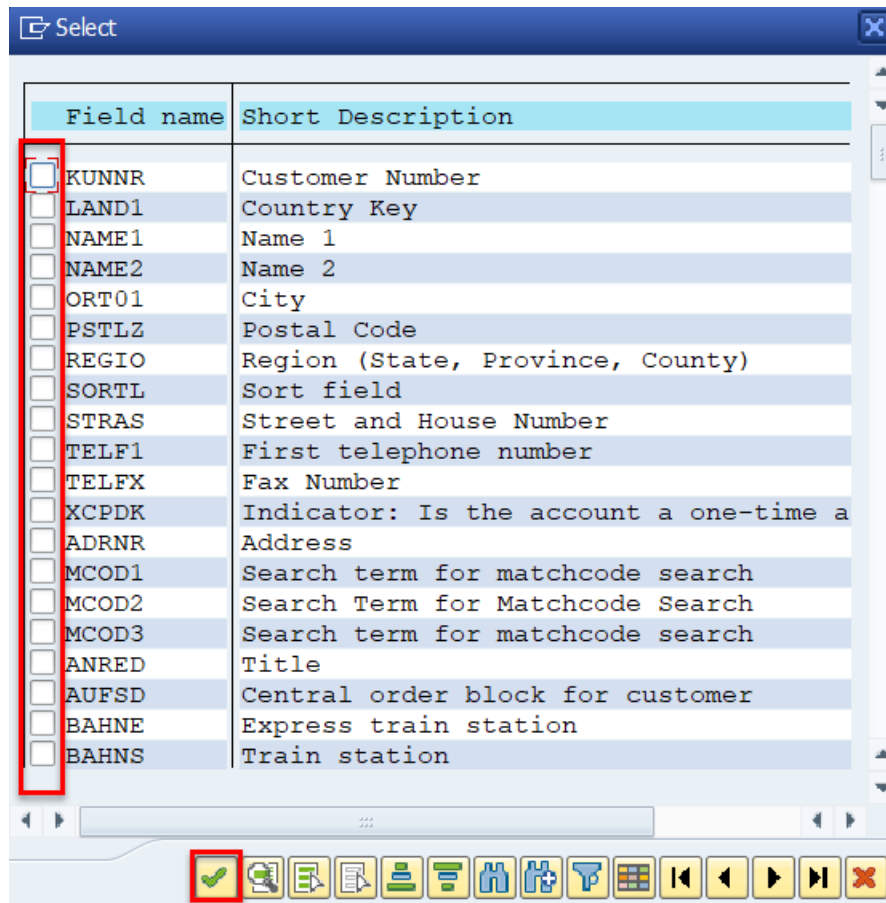 Select
Field name Short Description
KUNNR Customer Number
LAND1 Country Key
NAME1 Name 1
NAME2 Name 2
ORT01 City
PSTLZ Postal Code
REGIO Region (State, Province, County)
SORTL Sort field
STRAS Street and House Number
TELF1 First telephone number
TELFX Fax Number
XCPDK Indicator: Is the account a one-time a
ADRNR Address
MCOD1 Search term for matchcode search
MCOD2 Search Term for Matchcode Search
MCOD3 Search term for matchcode search
ANRED Title
AUFSD Central order block for customer
BAHNE Express train station
BAHNS Train station